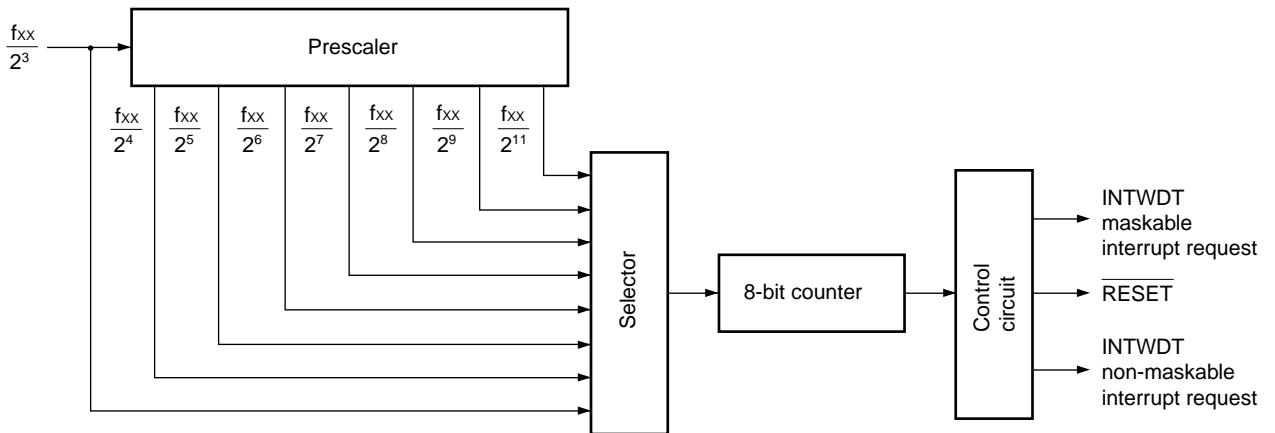 fXX
2³
Prescaler
fXX
2⁴
fXX
2⁵
fXX
2⁶
fXX
2⁷
fXX
2⁸
fXX
2⁹
fXX
2¹¹
Selector
8-bit counter
Control
circuit
INTWDT
maskable
interrupt request
RESET
INTWDT
non-maskable
interrupt request